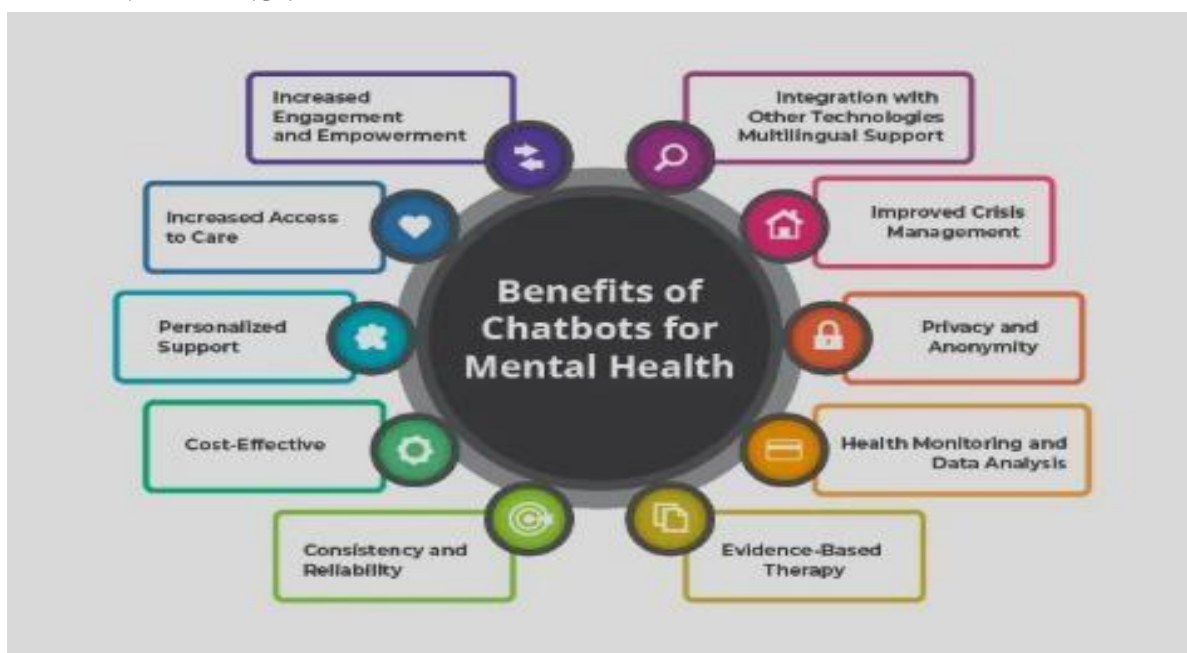 Increased
Engagement
and Empowerment
Integration with
Other Technologies
Multilingual Support
Increased Access
to Care
Improved Crisis
Management
Benefits of
Chatbots for
Mental Health
Personalized
Support
Privacy and
Anonymity
Cost-Effective
Health Monitoring and
Data Analysis
Consistency and
Reliability
Evidence-Based
Therapy